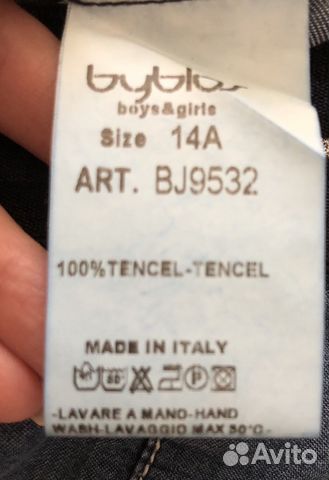 byblos
boys&girls
Size 14A
ART. BJ9532
100%TENCEL-TENCEL
MADE IN ITALY
-LAVARE A MANO-HAND
WASH-LAVAGGIO MAX 30°C-
Avito